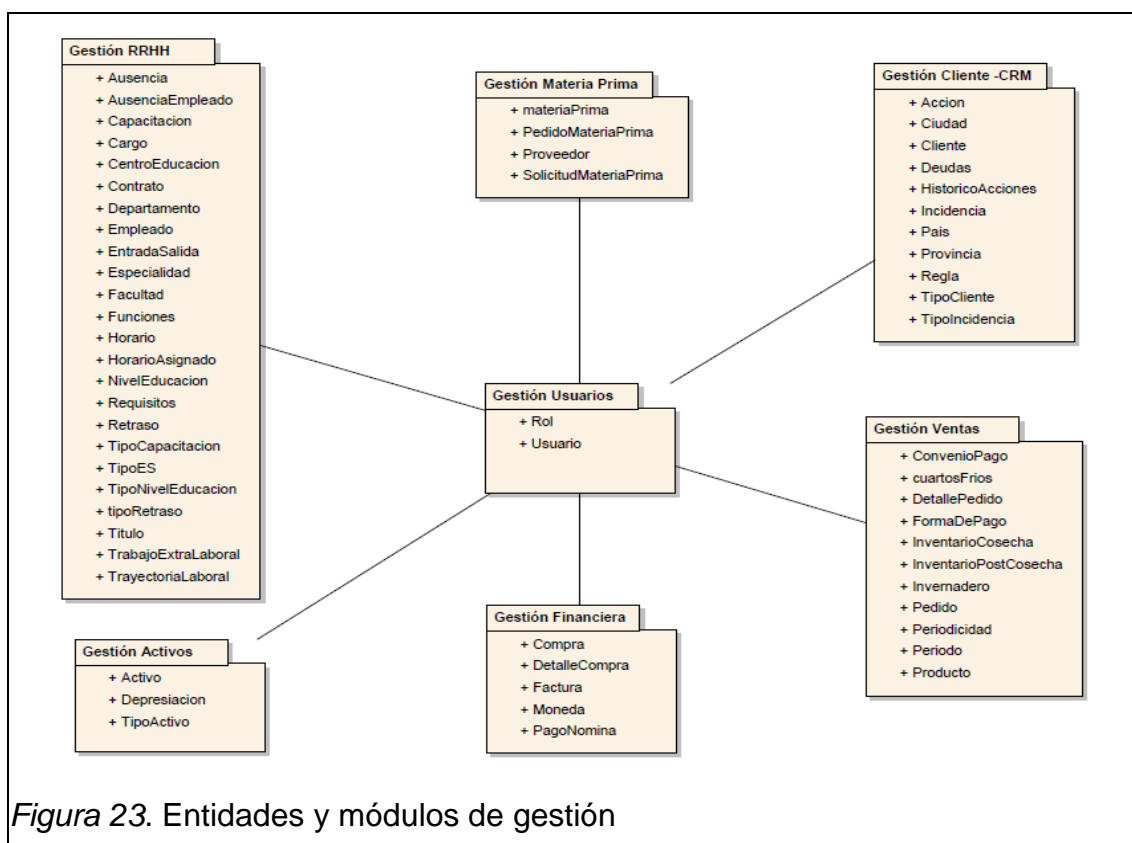 Gestión RRHH
+ Ausencia
+ AusenciaEmpleado
+ Capacitacion
+ Cargo
+ CentroEducacion
+ Contrato
+ Departamento
+ Empleado
+ EntradaSalida
+ Especialidad
+ Facultad
+ Funciones
+ Horario
+ HorarioAsignado
+ NivelEducacion
+ Requisitos
+ Retraso
+ TipoCapacitacion
+ TipoES
+ TipoNivelEducacion
+ tipoRetraso
+ Titulo
+ TrabajoExtraLaboral
+ TrayectoriaLaboral
Gestión Materia Prima
+ materiaPrima
+ PedidoMateriaPrima
+ Proveedor
+ SolicitudMateriaPrima
Gestión Cliente -CRM
+ Accion
+ Ciudad
+ Cliente
+ Deudas
+ HistoricoAcciones
+ Incidencia
+ Pais
+ Provincia
+ Regla
+ TipoCliente
+ TipoIncidencia
Gestión Usuarios
+ Rol
+ Usuario
Gestión Ventas
+ ConvenioPago
+ cuartosFrios
+ DetallePedido
+ FormaDePago
+ InventarioCosecha
+ InventarioPostCosecha
+ Invernadero
+ Pedido
+ Periodicidad
+ Periodo
+ Producto
Gestión Activos
+ Activo
+ Depresiacion
+ TipoActivo
Gestión Financiera
+ Compra
+ DetalleCompra
+ Factura
+ Moneda
+ PagoNomina
Figura 23. Entidades y módulos de gestión